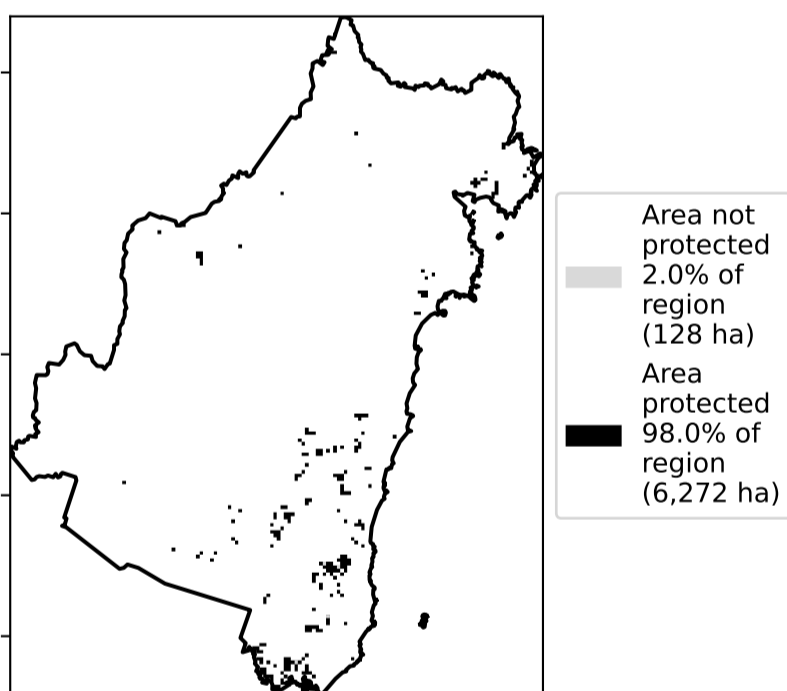 Area not
protected
2.0% of
region
(128 ha)
Area
protected
98.0% of
region
(6,272 ha)